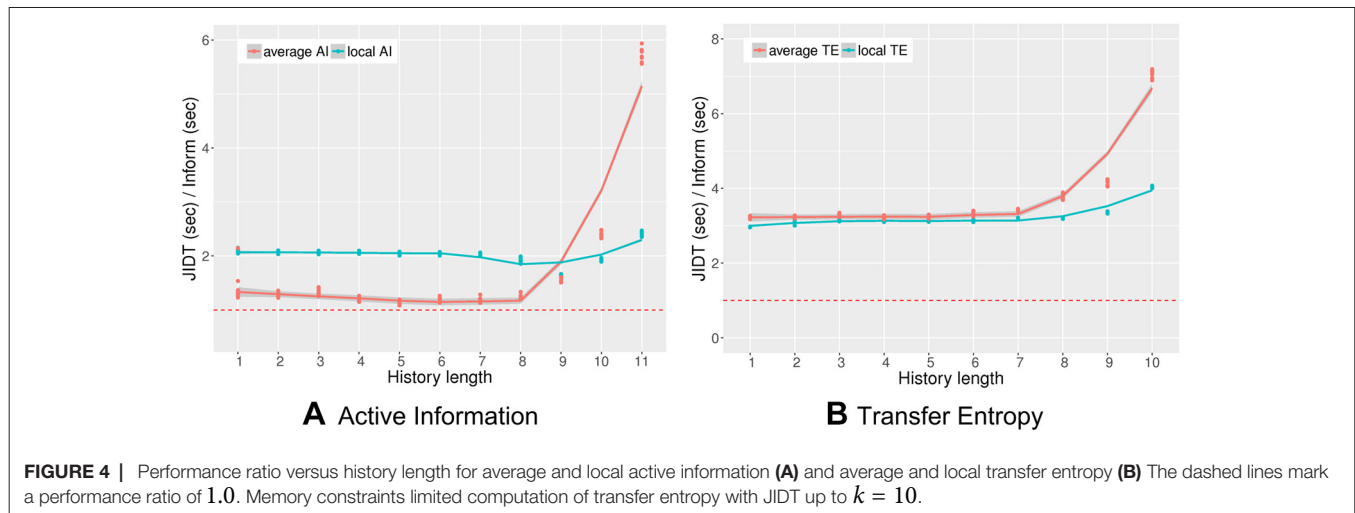 6
4
2
average AI local AI
JIDT (sec) / Inform (sec)
1 2 3 4 5 6 7 8 9 10 11
History length
A Active Information
8
6
4
2
0
average TE local TE
JIDT (sec) / Inform (sec)
1 2 3 4 5 6 7 8 9 10
History length
B Transfer Entropy
FIGURE 4 | Performance ratio versus history length for average and local active information (A) and average and local transfer entropy (B) The dashed lines mark
a performance ratio of 1.0. Memory constraints limited computation of transfer entropy with JIDT up to k = 10.